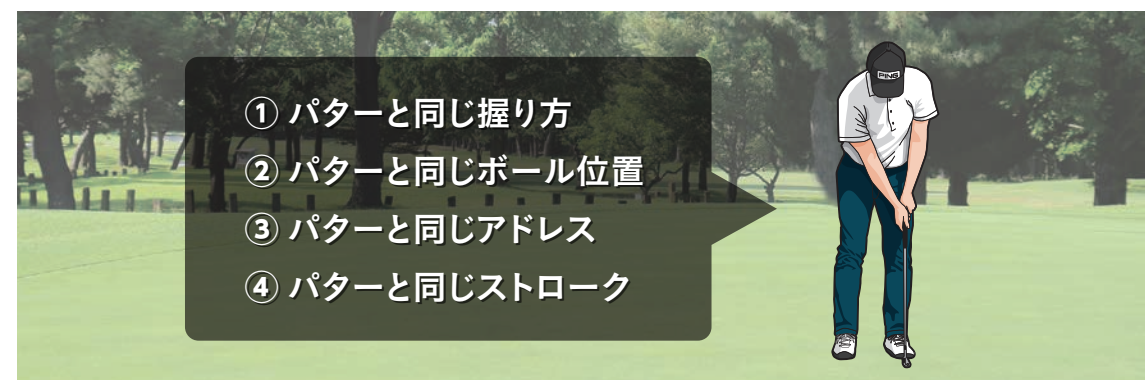 ① パターと同じ握り方
② パターと同じボール位置
③ パターと同じアドレス
④ パターと同じストローク
PING